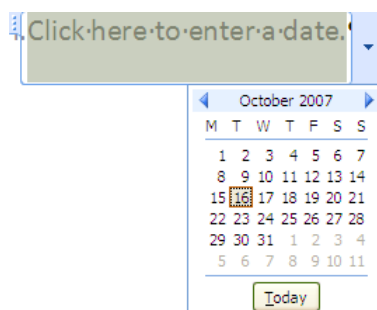 Click·here·to·enter·a·date.
October 2007
M T W T F S S
1 2 3 4 5 6 7
8 9 10 11 12 13 14
15 16 17 18 19 20 21
22 23 24 25 26 27 28
29 30 31 1 2 3 4
5 6 7 8 9 10 11
Today